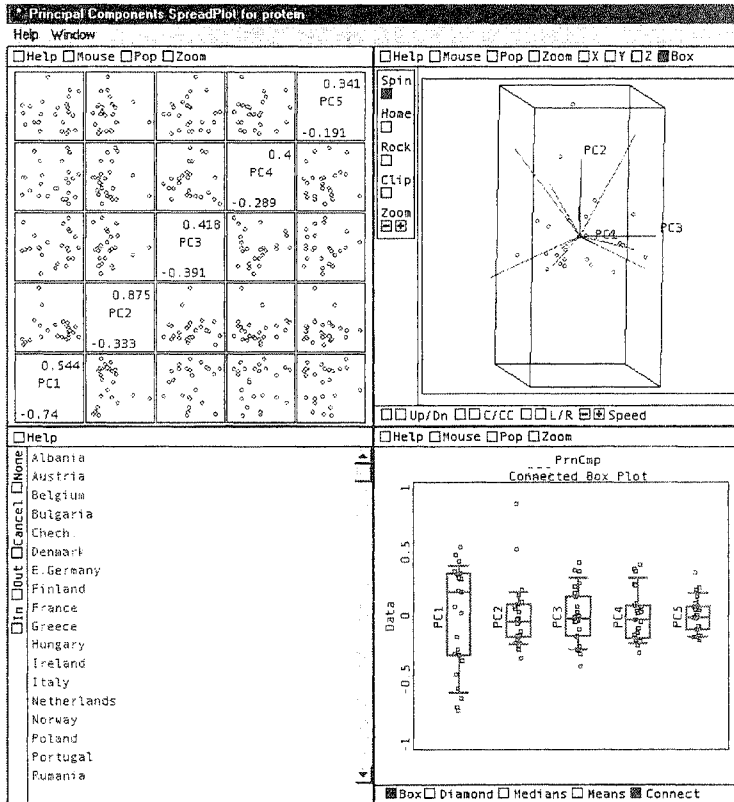 Principal Components SpreadPlot for protein
Help Window
Help Mouse Pop Zoom
0.341
PC5
-0.191
0.4
PC4
-0.289
0.418
PC3
-0.391
0.875
PC2
-0.333
0.544
PC1
-0.74
Help Mouse Pop Zoom X Y Z Box
Spin
Home
Rock
Clip
Zoom
PC2
PC1
PC3
Up/Dn C/CC L/R Speed
Help
In Out Cancel None
Albania
Austria
Belgium
Bulgaria
Chech.
Denmark
E.Germany
Finland
France
Greece
Hungary
Ireland
Italy
Netherlands
Norway
Poland
Portugal
Rumania
Help Mouse Pop Zoom
PrnCmp
Connected Box Plot
Data
1
0.5
0
-0.5
-1
PC1
PC2
PC3
PC4
PC5
Box Diamond Medians Means Connect